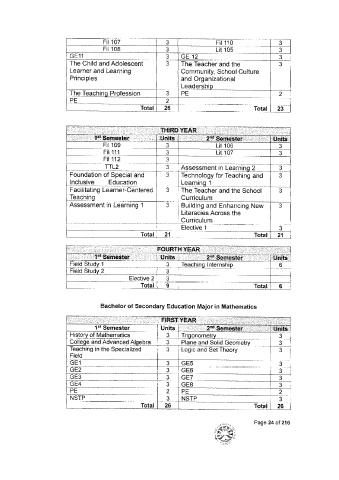 Fil 107 3 Fil 110 3
Fil 108 3 Lit 105 3
GE11 3 GE 12 3
The Child and Adolescent 3 The Teacher and the 3
Learner and Learning Community, School Culture
Principles and Organizational
Leadership
The Teaching Profession 3 PE 2
PE 2
Total 25 Total 23
THIRD YEAR
1st Semester Units 2nd Semester Units
Fil 109 3 Lit 106 3
Fil 111 3 Lit 107 3
Fil 112 3
TTL2 3 Assessment in Learning 2 3
Foundation of Special and 3 Technology for Teaching and 3
Inclusive Education Learning 1
Facilitating Learner-Centered 3 The Teacher and the School 3
Teaching Curriculum
Assessment in Learning 1 3 Building and Enhancing New 3
Literacies Across the
Curriculum
Elective 1 3
Total 21 Total 21
FOURTH YEAR
1st Semester Units 2nd Semester Units
Field Study 1 3 Teaching Internship 6
Field Study 2 3
Elective 2 3
Total 9 Total 6
Bachelor of Secondary Education Major in Mathematics
FIRST YEAR
1st Semester Units 2nd Semester Units
History of Mathematics 3 Trigonometry 3
College and Advanced Algebra 3 Plane and Solid Geometry 3
Teaching in the Specialized 3 Logic and Set Theory 3
Field
GE1 3 GE5 3
GE2 3 GE6 3
GE3 3 GE7 3
GE4 3 GE8 3
PE 2 PE 2
NSTP 3 NSTP 3
Total 26 Total 26
Page 24 of 216